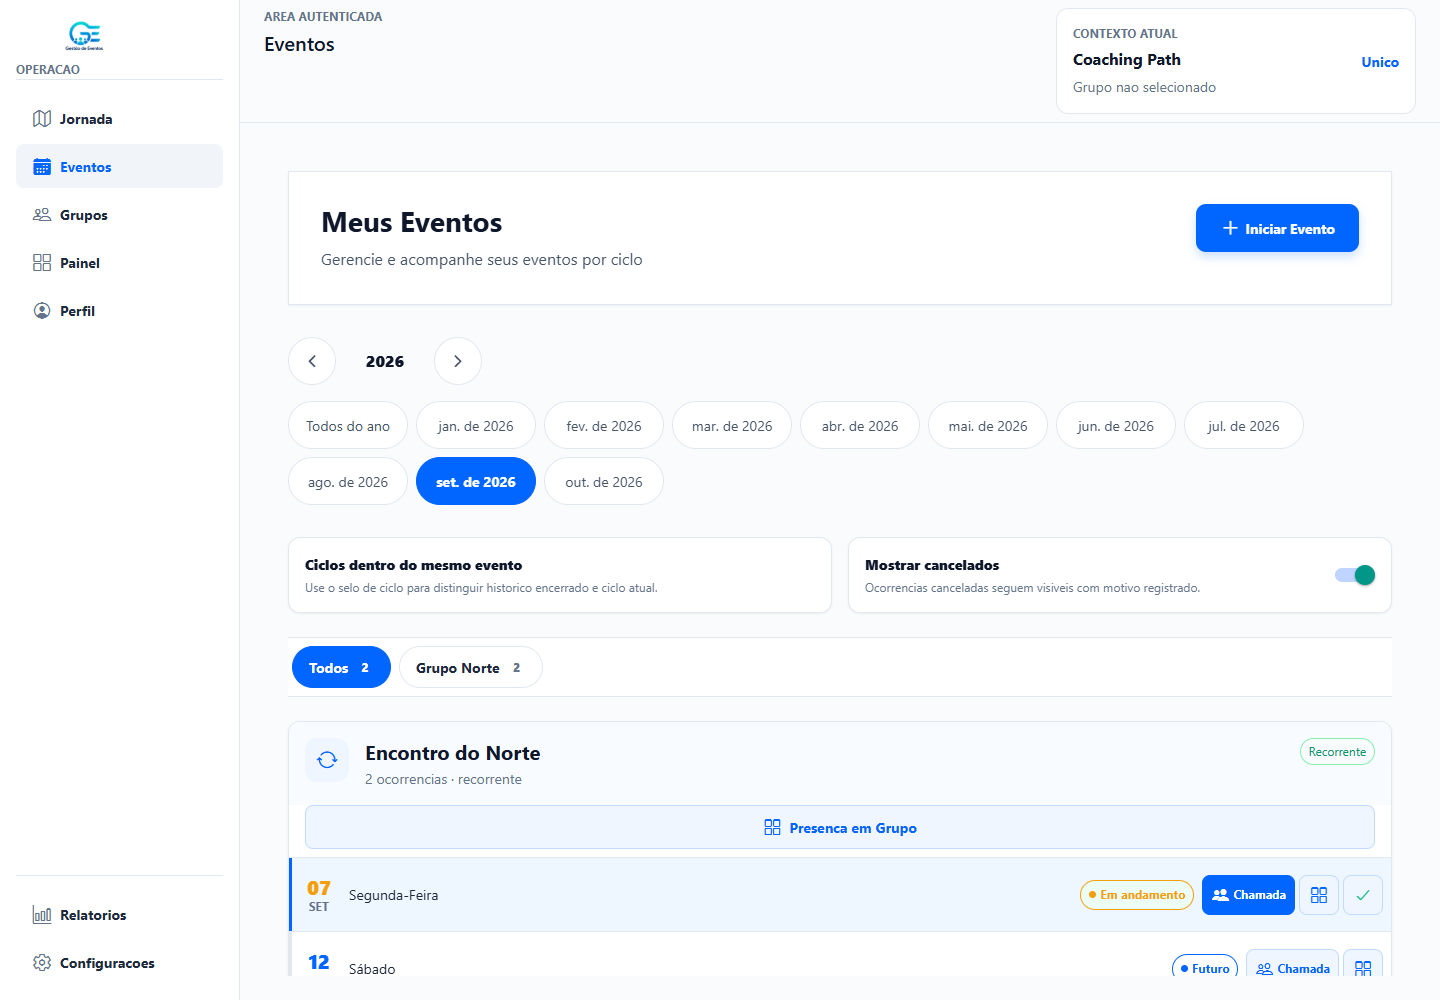 Gestão de Eventos
OPERACAO
Jornada
Eventos
Grupos
Painel
Perfil
Relatorios
Configuracoes
AREA AUTENTICADA
Eventos
CONTEXTO ATUAL
Coaching Path
Unico
Grupo nao selecionado
Meus Eventos
Gerencie e acompanhe seus eventos por ciclo
Iniciar Evento
2026
Todos do ano
jan. de 2026
fev. de 2026
mar. de 2026
abr. de 2026
mai. de 2026
jun. de 2026
jul. de 2026
ago. de 2026
set. de 2026
out. de 2026
Ciclos dentro do mesmo evento
Use o selo de ciclo para distinguir historico encerrado e ciclo atual.
Mostrar cancelados
Ocorrencias canceladas seguem visiveis com motivo registrado.
Todos 2
Grupo Norte 2
Encontro do Norte
2 ocorrencias · recorrente
Recorrente
Presenca em Grupo
07
SET
Segunda-Feira
Em andamento
Chamada
12
Sábado
Futuro
Chamada